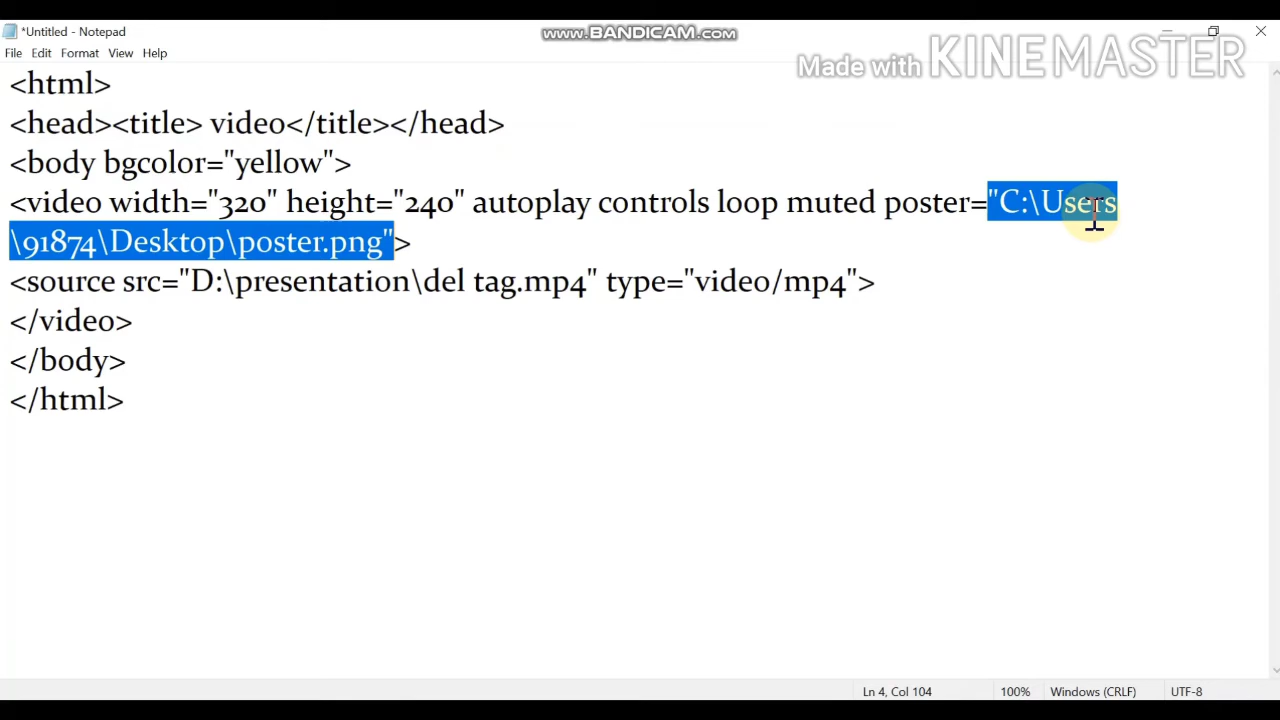 *Untitled - Notepad
www.BANDICAM.com
File Edit Format View Help
Made with KINEMASTER
<html>
<head><title> video</title></head>
<body bgcolor="yellow">
<video width="320" height="240" autoplay controls loop muted poster="C:\Users
\91874\Desktop\poster.png">
<source src="D:\presentation\del tag.mp4" type="video/mp4">
</video>
</body>
</html>
Ln 4, Col 104 100% Windows (CRLF) UTF-8